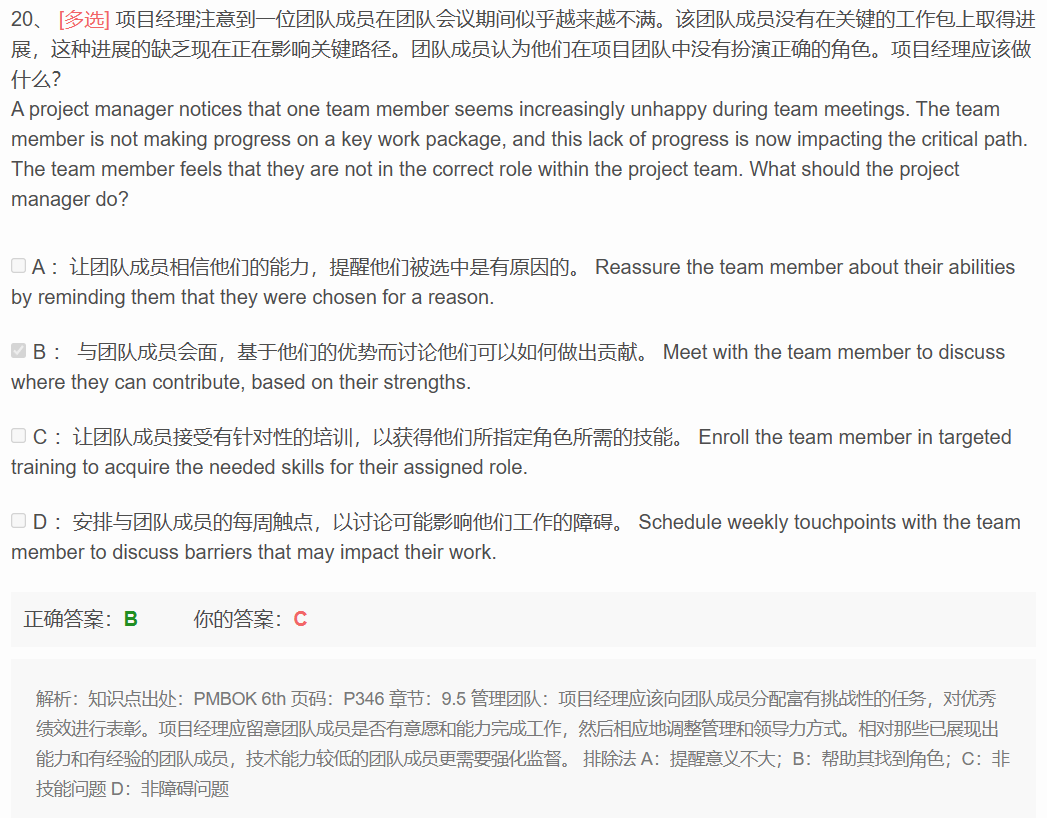 20、 [多选] 项目经理注意到一位团队成员在团队会议期间似乎越来越不满。该团队成员没有在关键的工作包上取得进
展，这种进展的缺乏现在正在影响关键路径。团队成员认为他们在项目团队中没有扮演正确的角色。项目经理应该做
什么？
A project manager notices that one team member seems increasingly unhappy during team meetings. The team
member is not making progress on a key work package, and this lack of progress is now impacting the critical path.
The team member feels that they are not in the correct role within the project team. What should the project
manager do?
A： 让团队成员相信他们的能力，提醒他们被选中是有原因的。 Reassure the team member about their abilities
by reminding them that they were chosen for a reason.
B： 与团队成员会面，基于他们的优势而讨论他们可以如何做出贡献。 Meet with the team member to discuss
where they can contribute, based on their strengths.
C： 让团队成员接受有针对性的培训，以获得他们所指定角色所需的技能。 Enroll the team member in targeted
training to acquire the needed skills for their assigned role.
D： 安排与团队成员的每周触点，以讨论可能影响他们工作的障碍。 Schedule weekly touchpoints with the team
member to discuss barriers that may impact their work.
正确答案：B 你的答案：C
解析：知识点出处：PMBOK 6th 页码：P346 章节：9.5 管理团队：项目经理应该向团队成员分配富有挑战性的任务，对优秀
绩效进行表彰。项目经理应留意团队成员是否有意愿和能力完成工作，然后相应地调整管理和领导力方式。相对那些已展现出
能力和有经验的团队成员，技术能力较低的团队成员更需要强化监督。 排除法 A：提醒意义不大；B：帮助其找到角色；C：非
技能问题 D：非障碍问题